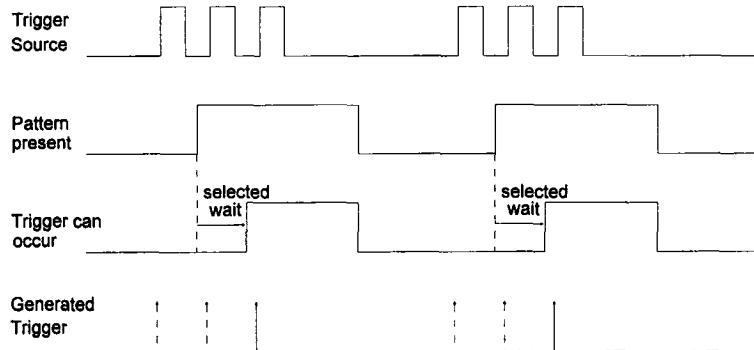 Trigger
Source
Pattern
present
selected
wait
selected
wait
Trigger can
occur
Generated
Trigger